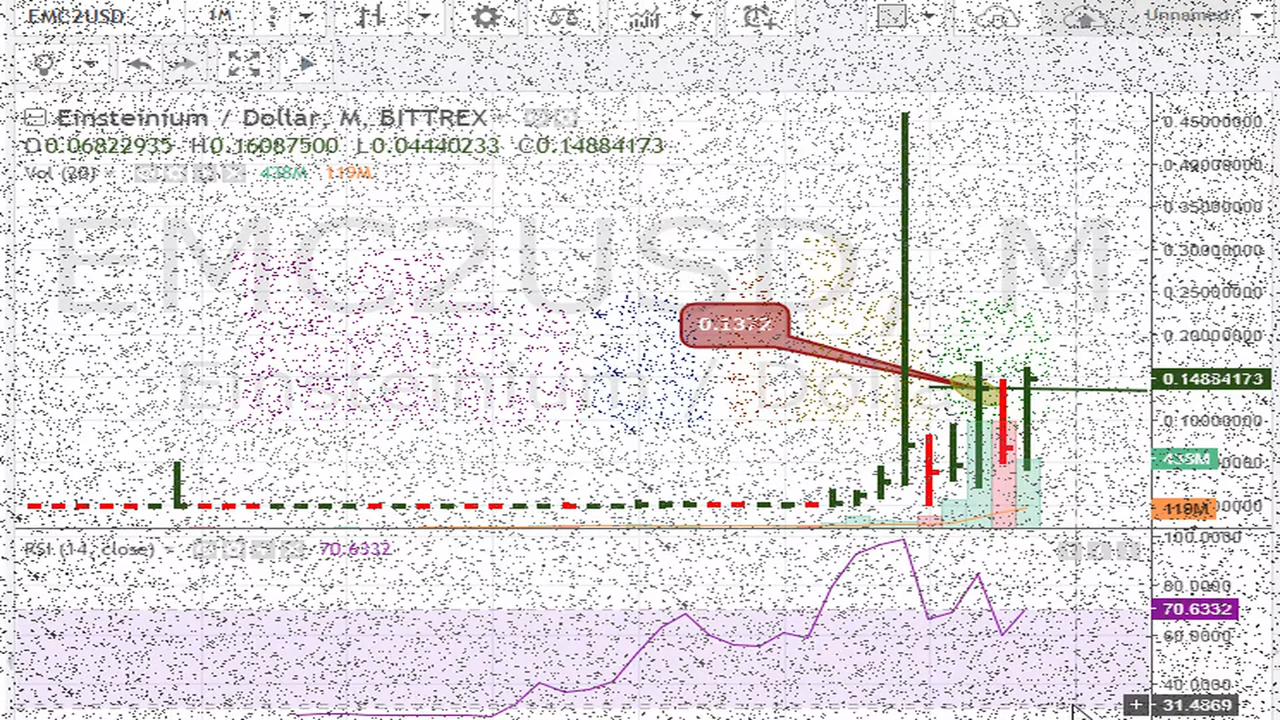 EMC2USD 1M Unnamed
Einsteinium / Dollar, M, BITTREX
O0.06822935 H0.16087500 L0.04440233 C0.14884173
Vol (20) 438M 119M
EMC2USD M
Einsteinium / Dollar
0.1372
0.45000000
0.40000000
0.35000000
0.30000000
0.25000000
0.20000000
0.14884173
0.10000000
438M
119M
RSI (14, close) 70.6332
100.0000
80.0000
70.6332
60.0000
40.0000
31.4869